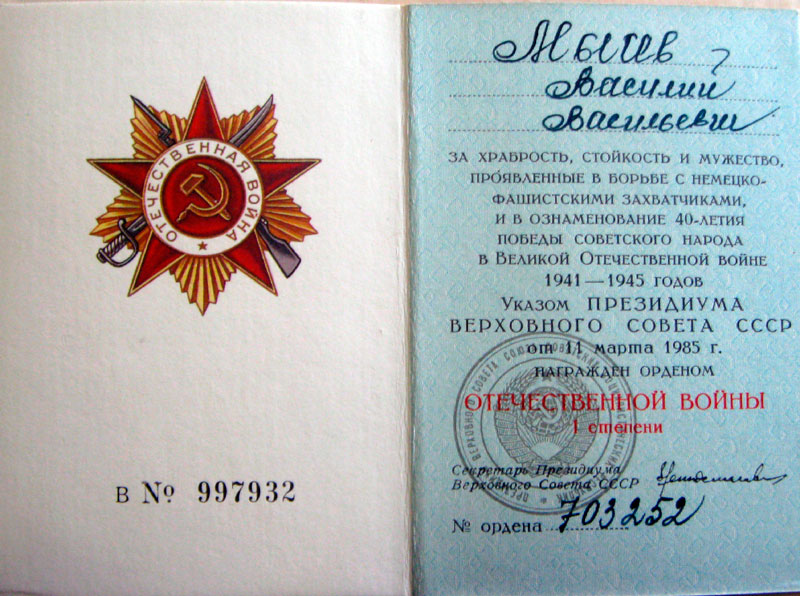 ОТЕЧЕСТВЕННАЯ ВОЙНА
В № 997932
Василий
Васильевич
ЗА ХРАБРОСТЬ, СТОЙКОСТЬ И МУЖЕСТВО,
ПРОЯВЛЕННЫЕ В БОРЬБЕ С НЕМЕЦКО-
ФАШИСТСКИМИ ЗАХВАТЧИКАМИ,
И В ОЗНАМЕНОВАНИЕ 40-ЛЕТИЯ
ПОБЕДЫ СОВЕТСКОГО НАРОДА
В ВЕЛИКОЙ ОТЕЧЕСТВЕННОЙ ВОЙНЕ
1941—1945 ГОДОВ
УКАЗОМ ПРЕЗИДИУМА
ВЕРХОВНОГО СОВЕТА СССР
от 11 марта 1985 г.
НАГРАЖДЕН ОРДЕНОМ
ОТЕЧЕСТВЕННОЙ ВОЙНЫ
I степени
Секретарь Президиума
Верховного Совета СССР
№ ордена 703252